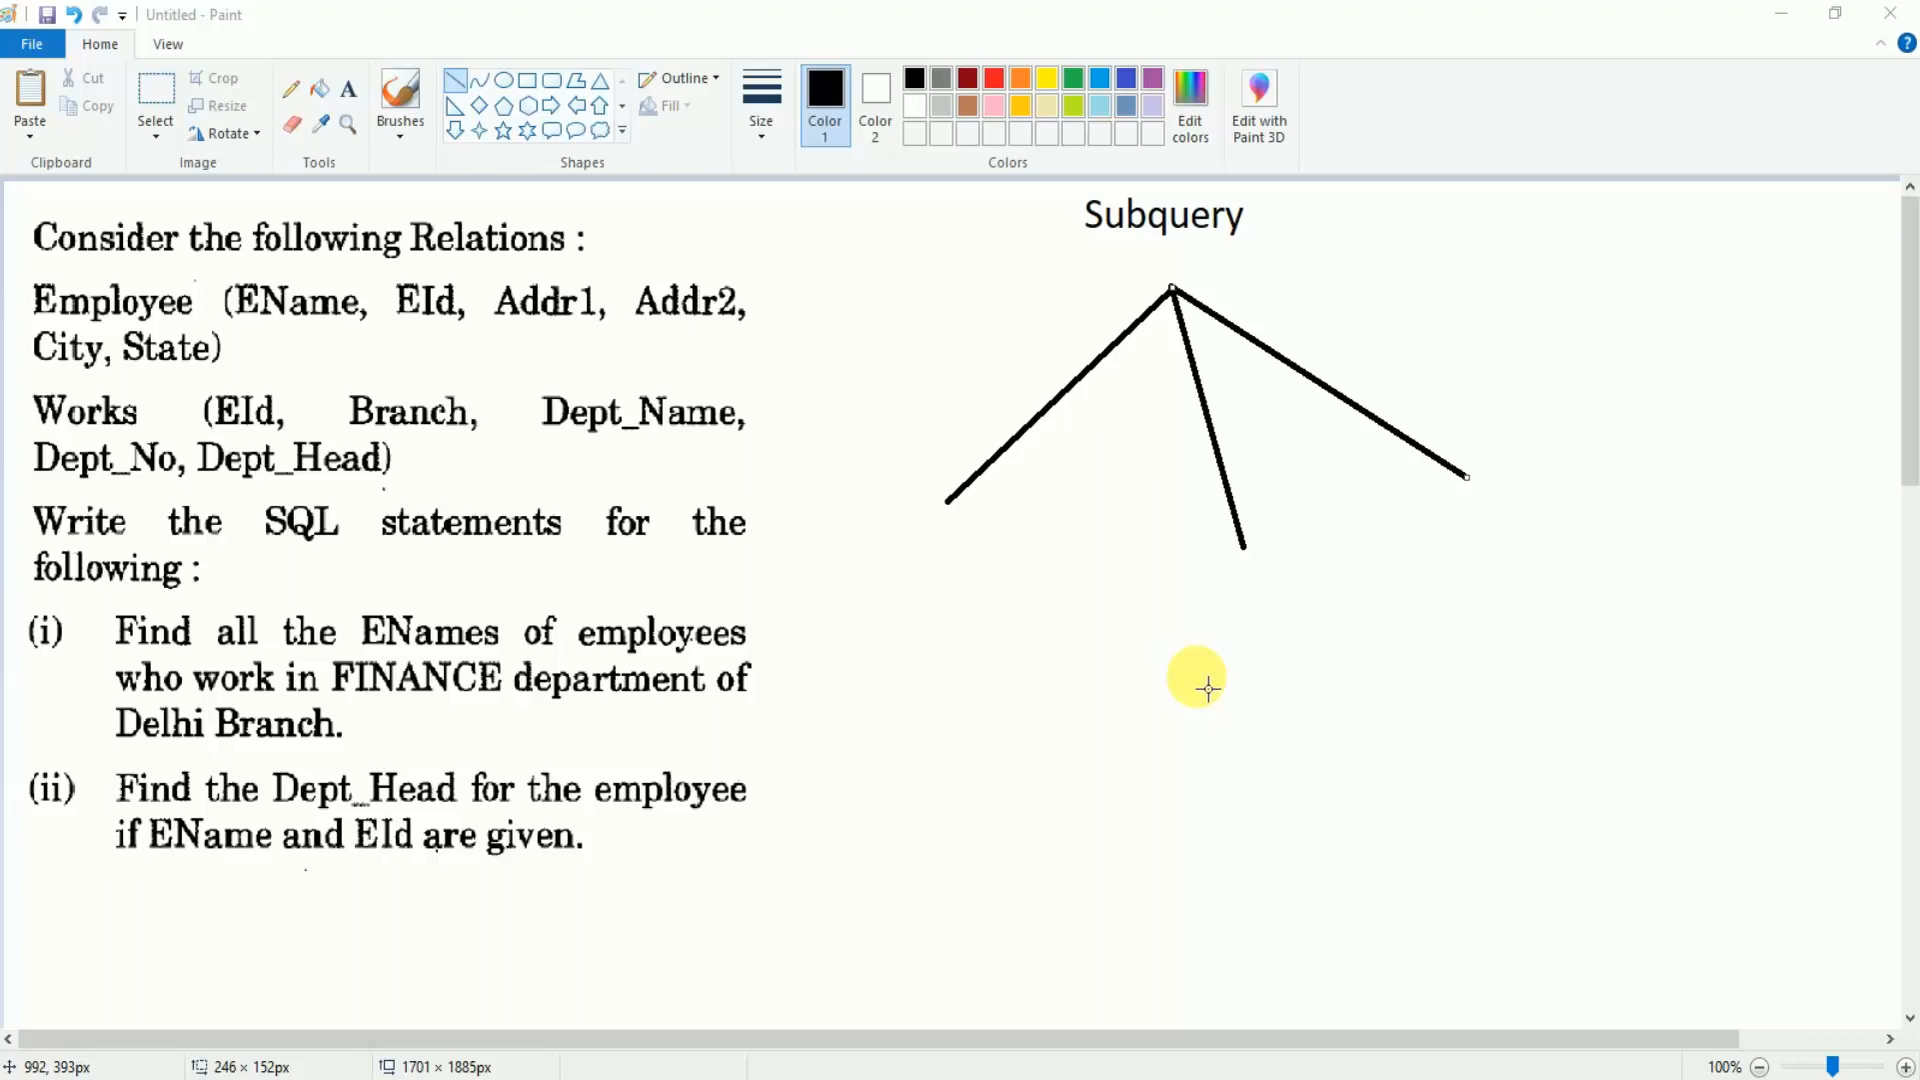 Untitled - Paint
File Home View
Paste
Cut
Copy
Clipboard
Select
Crop
Resize
Rotate
Image
Tools
Brushes
Shapes
Outline
Fill
Size
Color 1
Color 2
Colors
Edit colors
Edit with Paint 3D
Subquery
Consider the following Relations :
Employee (EName, EId, Addr1, Addr2,
City, State)
Works (EId, Branch, Dept_Name,
Dept_No, Dept_Head)
Write the SQL statements for the
following :
(i) Find all the ENames of employees
who work in FINANCE department of
Delhi Branch.
(ii) Find the Dept_Head for the employee
if EName and EId are given.
992, 393px
246 × 152px
1701 × 1885px
100%